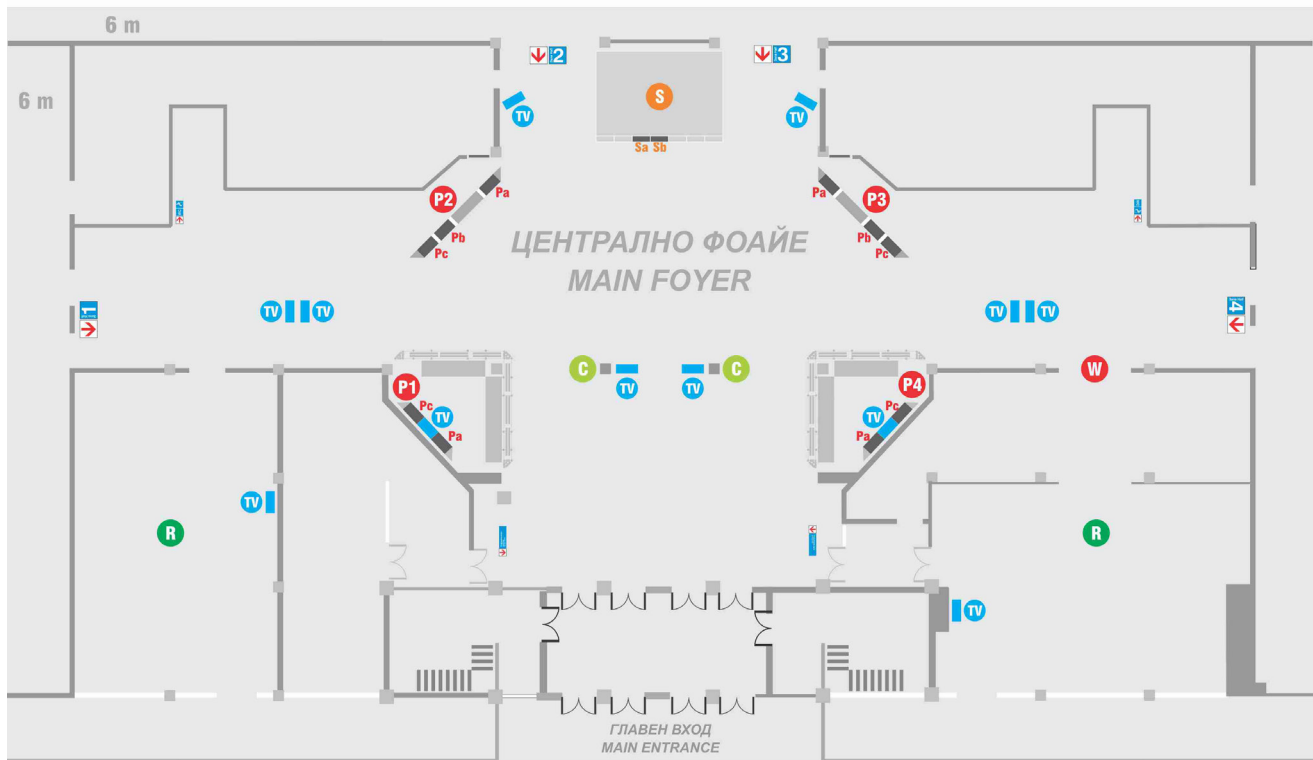 6 m
6 m
2
3
S
TV
TV
Sa Sb
P2
Pa
Pb
Pc
P3
Pa
Pb
Pc
ЦЕНТРАЛНО ФОАЙЕ
MAIN FOYER
1
TV TV
TV TV
4
C
TV
TV
C
W
P1
Pc
TV
Pa
P4
Pc
TV
Pa
TV
R
R
TV
ГЛАВЕН ВХОД
MAIN ENTRANCE